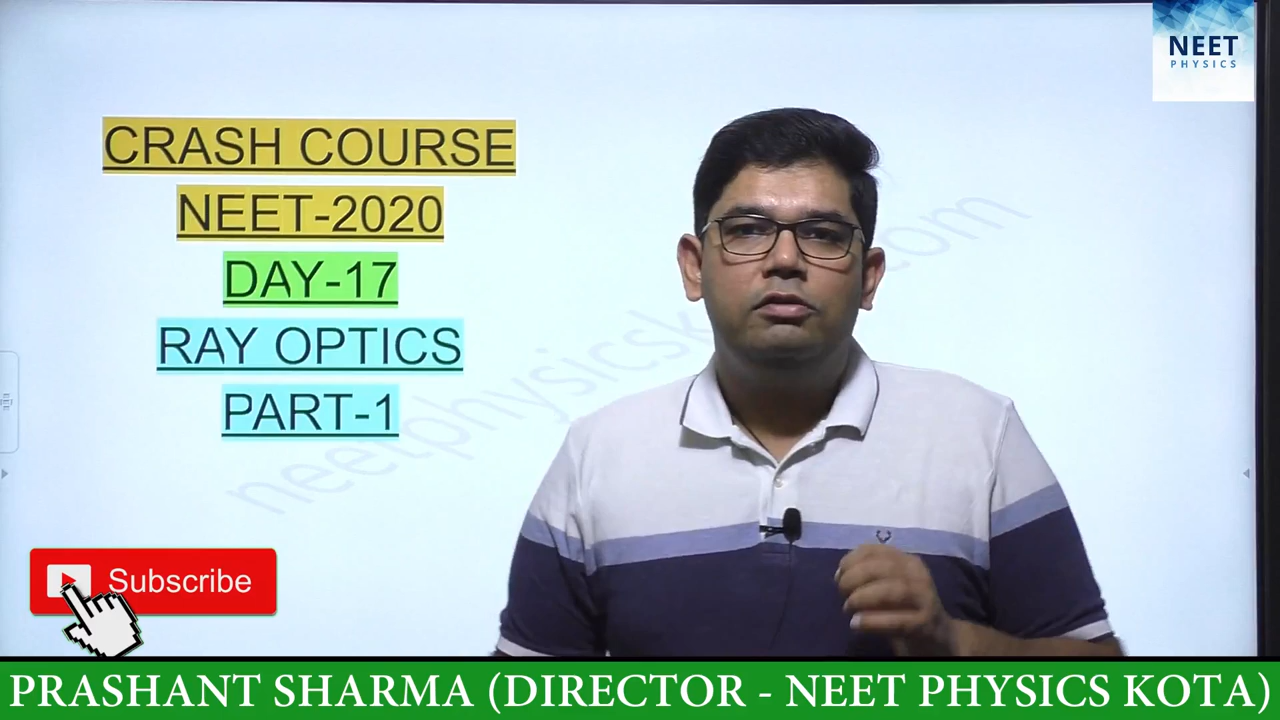 NEET
PHYSICS
CRASH COURSE
NEET-2020
DAY-17
RAY OPTICS
PART-1
Subscribe
PRASHANT SHARMA (DIRECTOR - NEET PHYSICS KOTA)